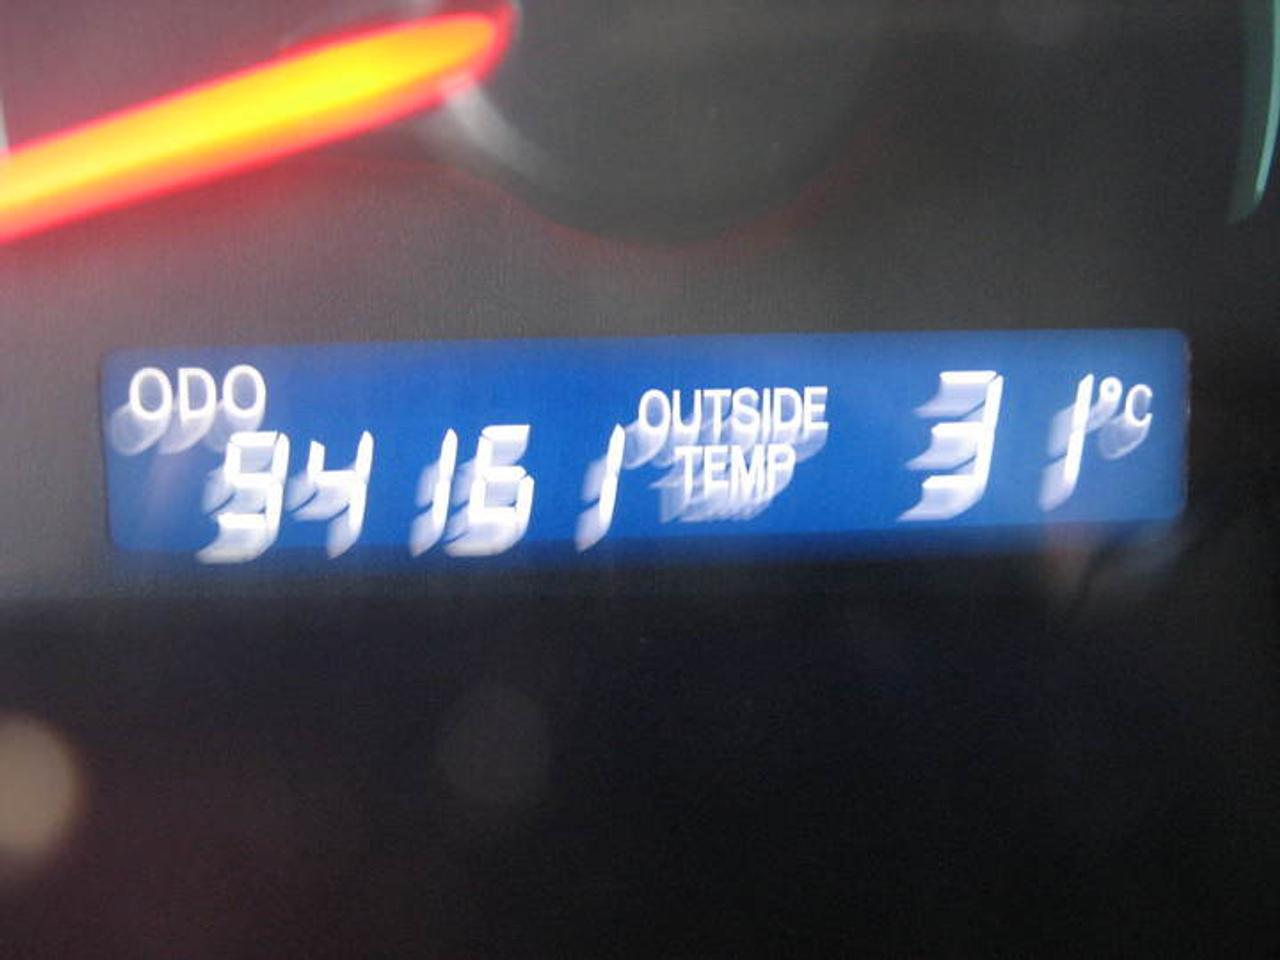 ODO
94161
OUTSIDE
TEMP
31°C